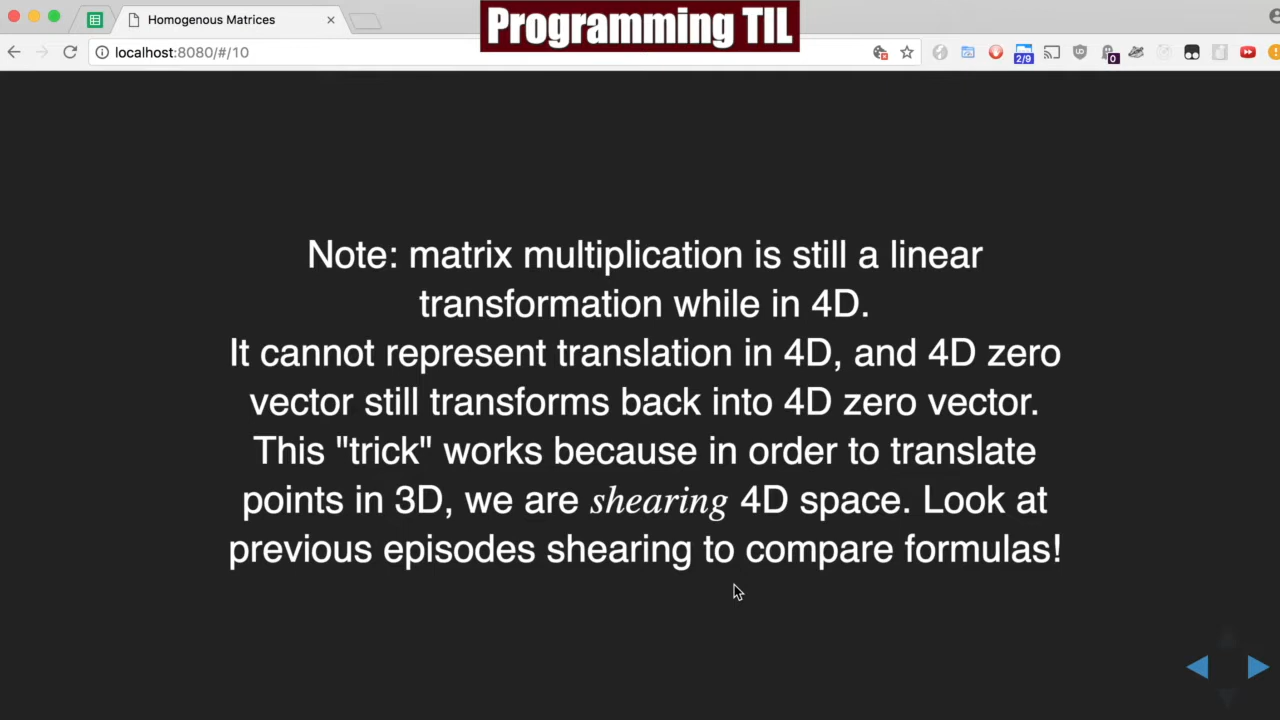 Programming TIL
Homogenous Matrices
localhost:8080/#/10
2/9
0
Note: matrix multiplication is still a linear
transformation while in 4D.
It cannot represent translation in 4D, and 4D zero
vector still transforms back into 4D zero vector.
This "trick" works because in order to translate
points in 3D, we are shearing 4D space. Look at
previous episodes shearing to compare formulas!